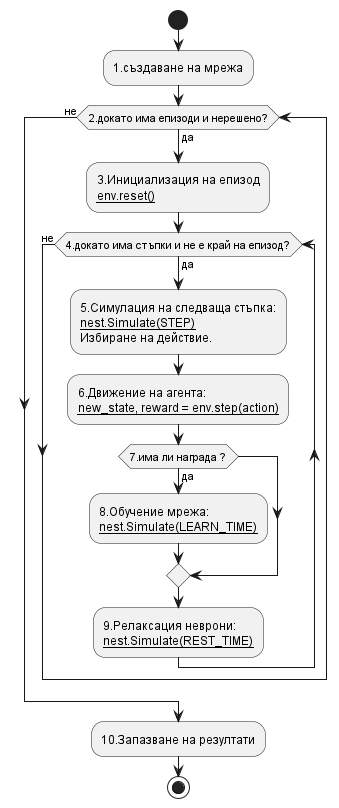 1.създаване на мрежа
не
2.докато има епизоди и нерешено?
да
3.Инициализация на епизод
env.reset()
не
4.докато има стъпки и не е край на епизод?
да
5.Симулация на следваща стъпка:
nest.Simulate(STEP)
Избиране на действие.
6.Движение на агента:
new_state, reward = env.step(action)
7.има ли награда ?
да
8.Обучение мрежа:
nest.Simulate(LEARN_TIME)
9.Релаксация неврони:
nest.Simulate(REST_TIME)
10.Запазване на резултати